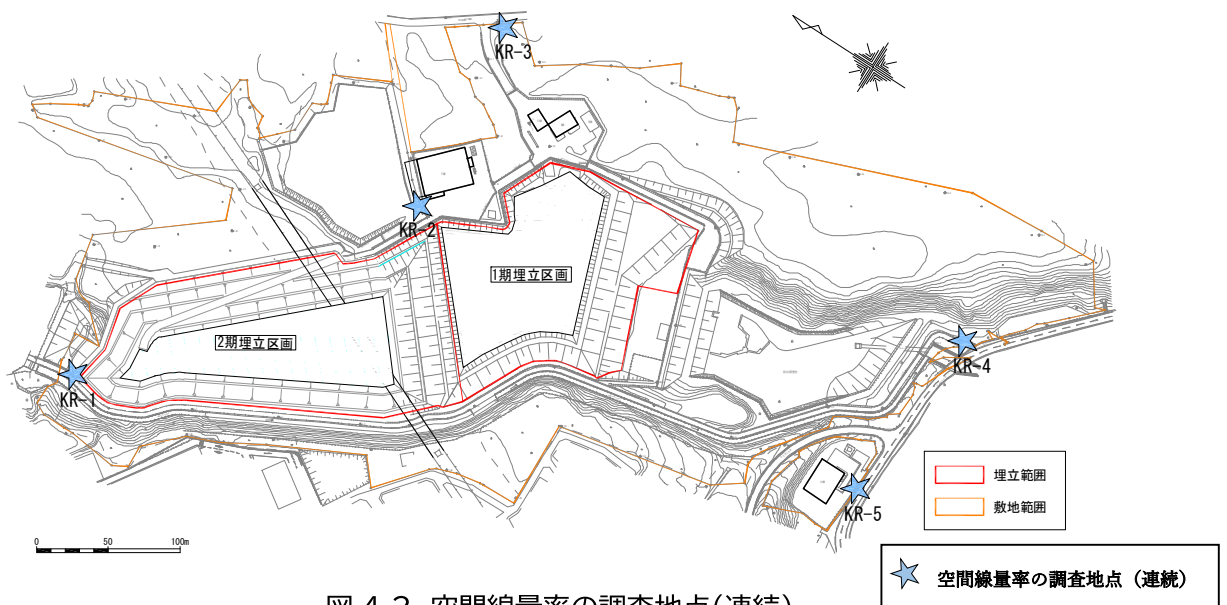 KR-3
KR-2
1期埋立区画
2期埋立区画
KR-1
KR-4
KR-5
埋立範囲
敷地範囲
0 50 100m
空間線量率の調査地点（連続）